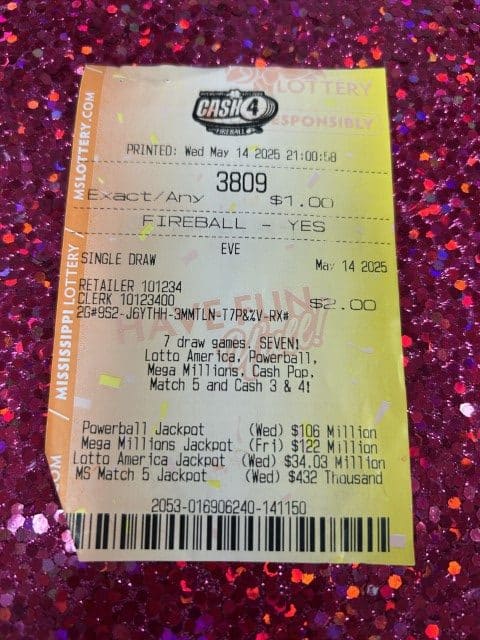 LOTTERY
CASH 4
FIREBALL
RESPONSIBLY
PRINTED: Wed May 14 2025 21:00:58
3809
Exact/Any $1.00
FIREBALL - YES
EVE
SINGLE DRAW May 14 2025
RETAILER 101234
CLERK 10123400 $2.00
2G#9S2-J6YTHH-3MMTLN-T7P&%V-RX#
HAVE FUN
7 draw games. SEVEN!
Lotto America, Powerball,
Mega Millions, Cash Pop,
Match 5 and Cash 3 & 4!
Powerball Jackpot (Wed) $106 Million
Mega Millions Jackpot (Fri) $122 Million
Lotto America Jackpot (Wed) $34.03 Million
MS Match 5 Jackpot (Wed) $432 Thousand
2053-016906240-141150
MSLOTTERY.COM
MISSISSIPPI LOTTERY
OM